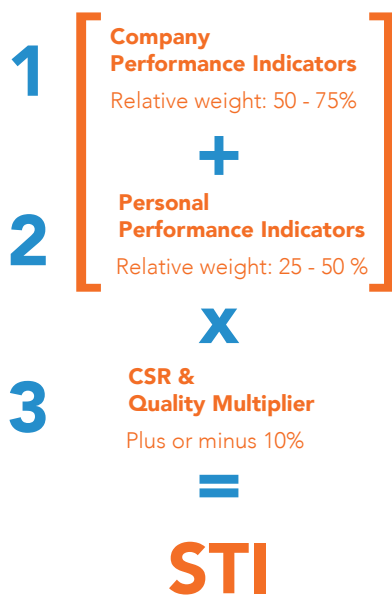 1
Company
Performance Indicators
Relative weight: 50 - 75%
+
2
Personal
Performance Indicators
Relative weight: 25 - 50 %
x
3
CSR &
Quality Multiplier
Plus or minus 10%
=
STI